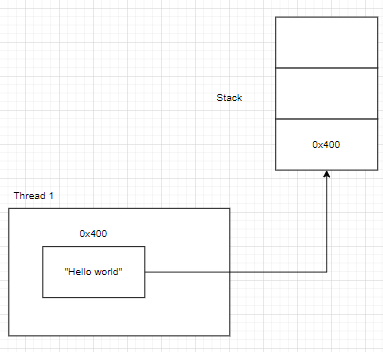 Stack
0x400
Thread 1
0x400
"Hello world"